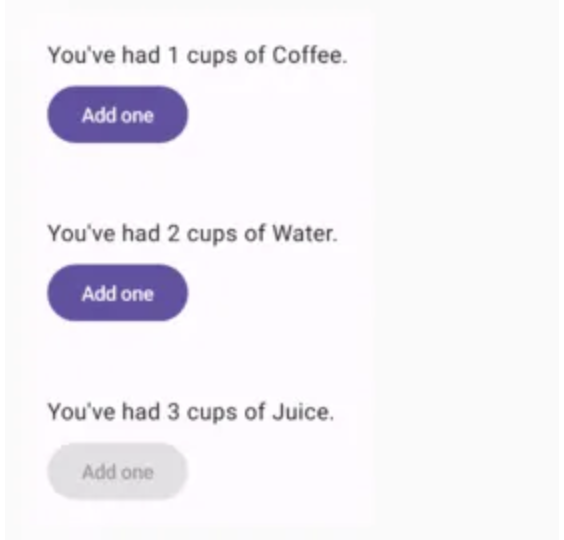 You've had 1 cups of Coffee.
Add one
You've had 2 cups of Water.
Add one
You've had 3 cups of Juice.
Add one